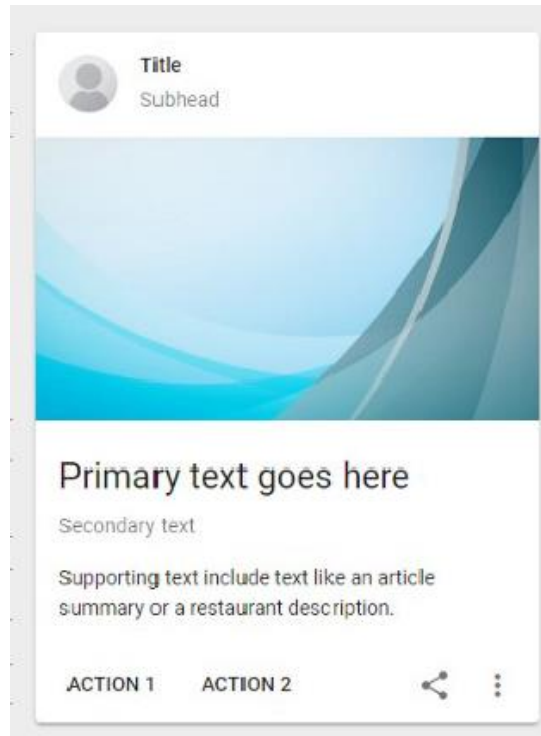 Title
Subhead
Primary text goes here
Secondary text
Supporting text include text like an article
summary or a restaurant description.
ACTION 1 ACTION 2